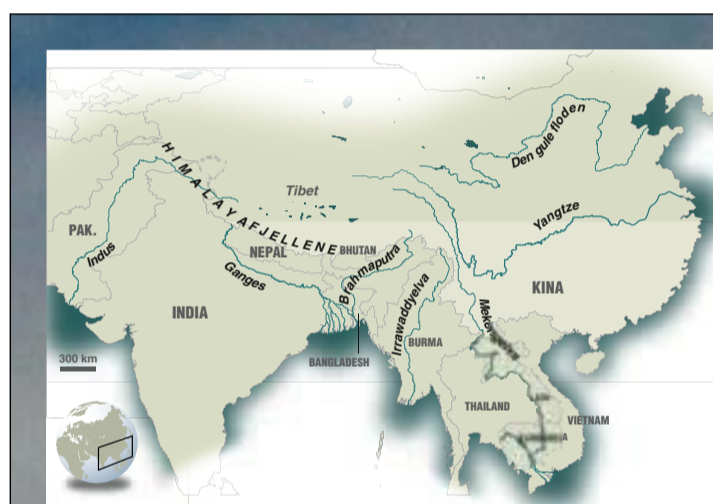 Den gule floden
HIMALAYAFJELLENE
Tibet
PAK.
Indus
NEPAL
BHUTAN
Yangtze
Ganges
Brahmaputra
KINA
INDIA
Irrawaddyelva
BURMA
300 km
BANGLADESH
THAILAND
VIETNAM